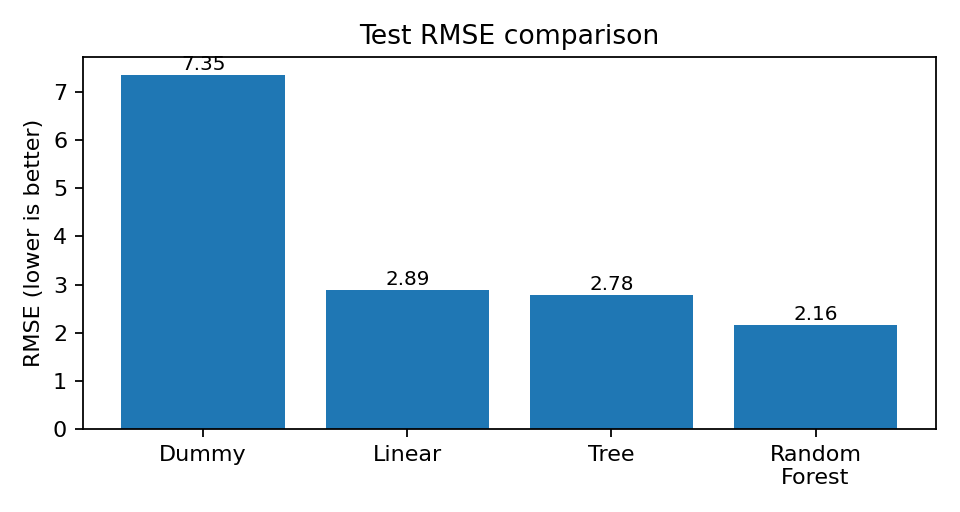 Test RMSE comparison
RMSE (lower is better)
7
6
5
4
3
2
1
0
7.35
2.89
2.78
2.16
Dummy
Linear
Tree
Random
Forest